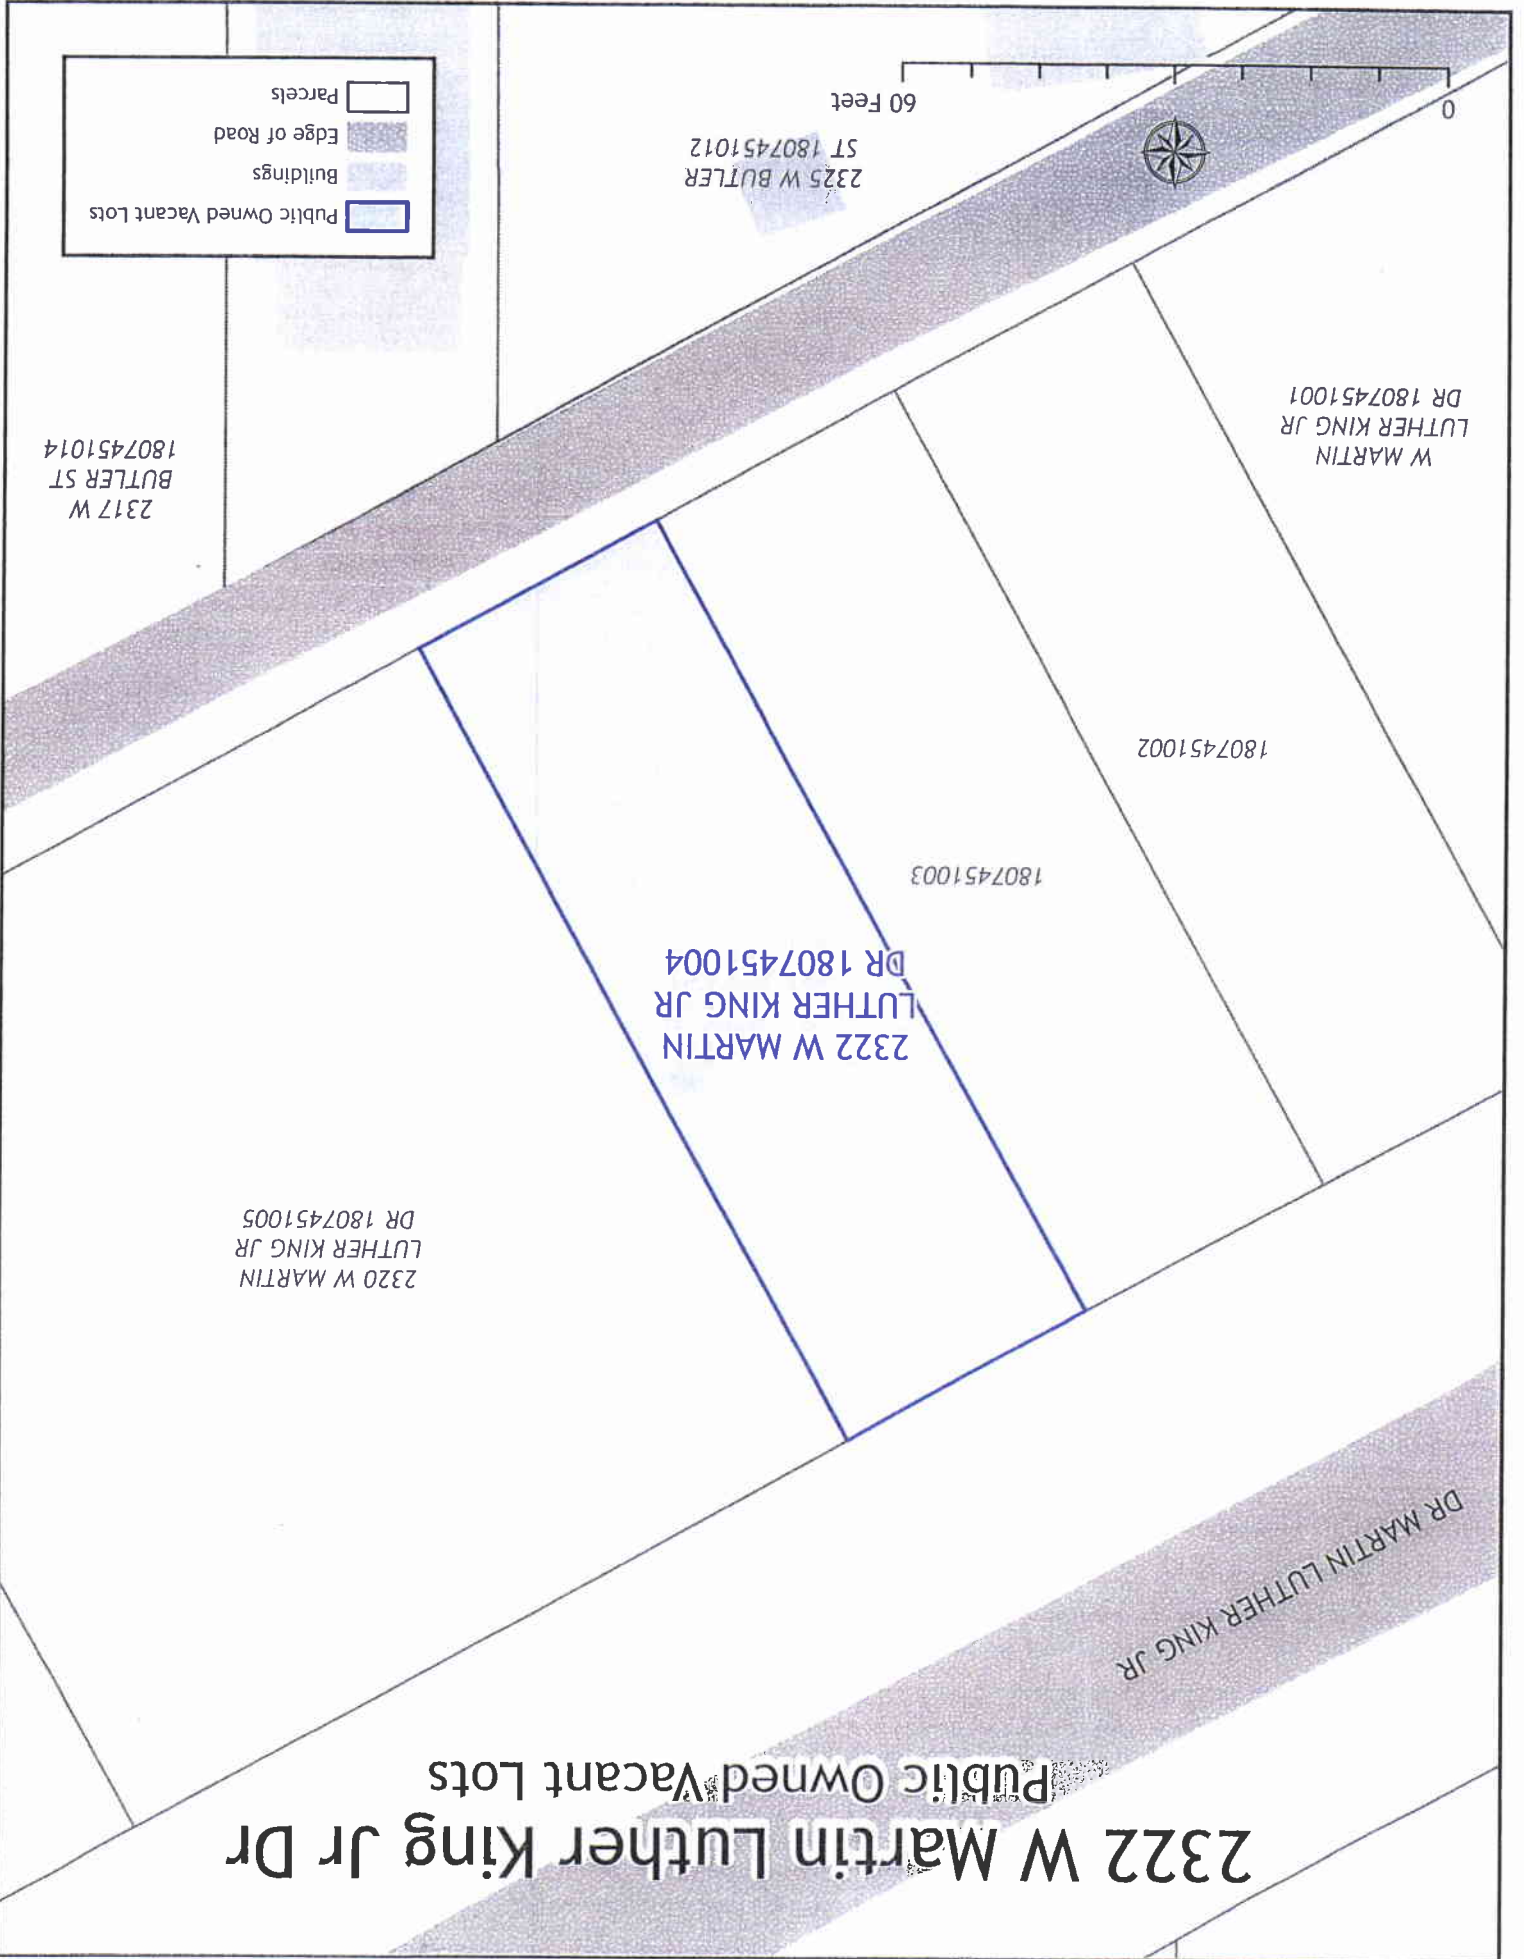 2322 W Martin Luther King Jr Dr
Public Owned Vacant Lots
DR MARTIN LUTHER KING JR
2320 W MARTIN
LUTHER KING JR
DR 1807451005
2322 W MARTIN
LUTHER KING JR
DR 1807451004
1807451003
1807451002
W MARTIN
LUTHER KING JR
DR 1807451001
2317 W
BUTLER ST
1807451014
2325 W BUTLER
ST 1807451012
0
60 Feet
Public Owned Vacant Lots
Buildings
Edge of Road
Parcels